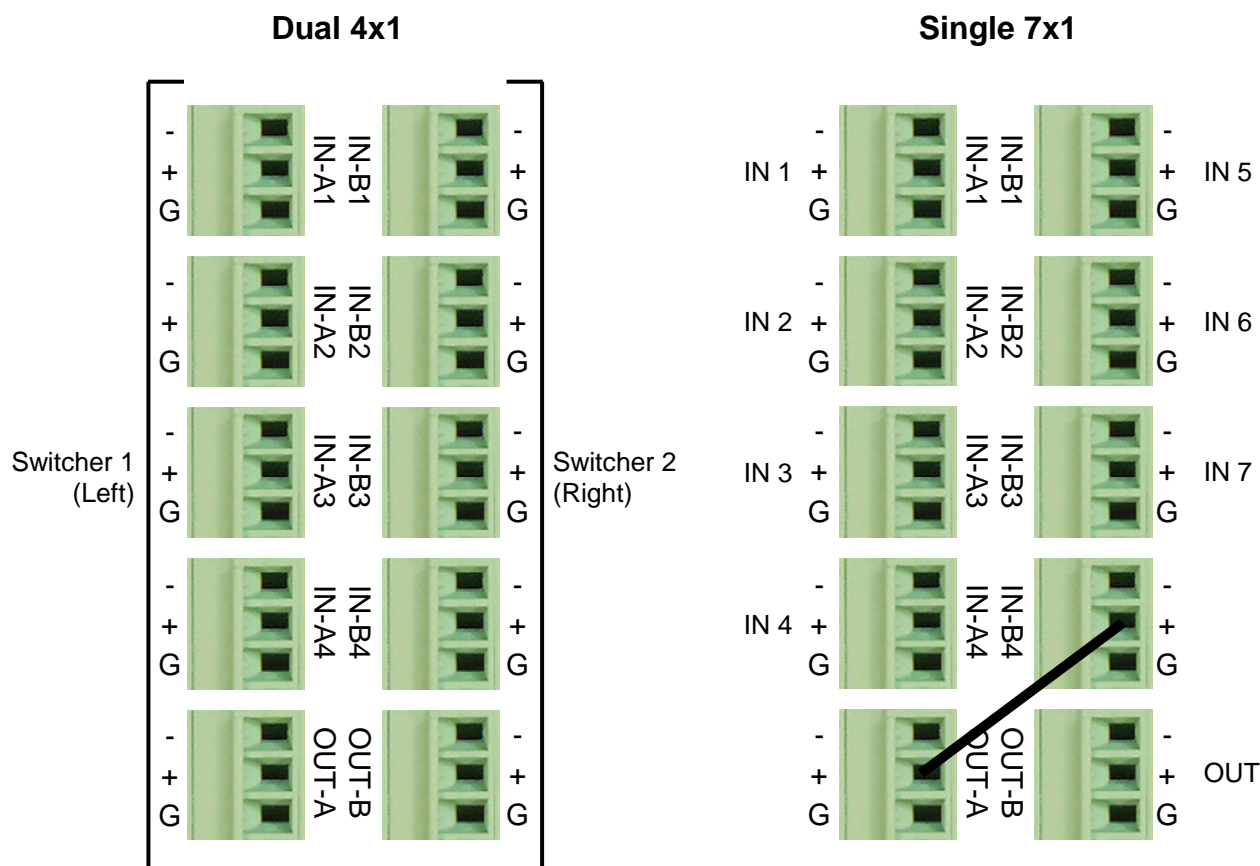 Dual 4x1
Single 7x1
- IN-A1 IN-B1 -
+ +
G G
- IN-A2 IN-B2 -
+ +
G G
Switcher 1
(Left)
- IN-A3 IN-B3 -
+ +
G G
Switcher 2
(Right)
- IN-A4 IN-B4 -
+ +
G G
- OUT-A OUT-B -
+ +
G G
- IN-A1 IN-B1 -
IN 1 + + IN 5
G G
- IN-A2 IN-B2 -
IN 2 + + IN 6
G G
- IN-A3 IN-B3 -
IN 3 + + IN 7
G G
- IN-A4 IN-B4 -
IN 4 + +
G G
- OUT-A OUT-B -
+ + OUT
G G